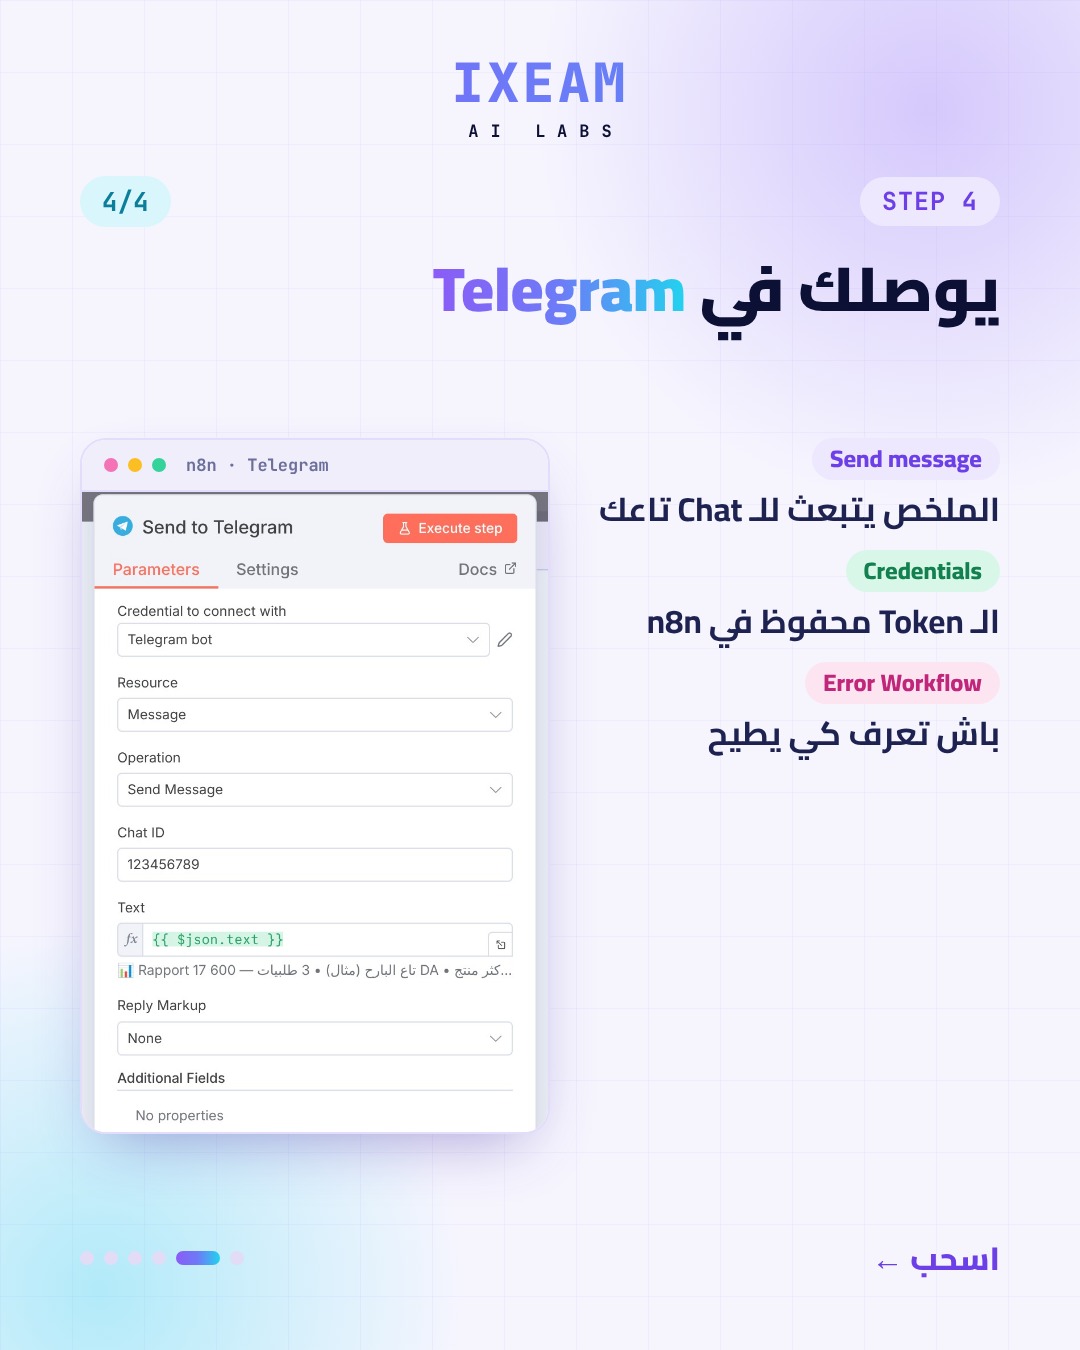 IXEAM
AI LABS
4/4
STEP 4
يوصلك في Telegram
n8n · Telegram
Send to Telegram
Execute step
Parameters
Settings
Docs
Credential to connect with
Telegram bot
Resource
Message
Operation
Send Message
Chat ID
123456789
Text
fx
{{ $json.text }}
📊 Rapport تاع البارح (مثال) • 3 طلبيات — 17 600 DA • كثر منتج...
Reply Markup
None
Additional Fields
No properties
Send message
الملخص يتبعث للـ Chat تاعك
Credentials
الـ Token محفوظ في n8n
Error Workflow
باش تعرف كي يطيح
اسحب ←